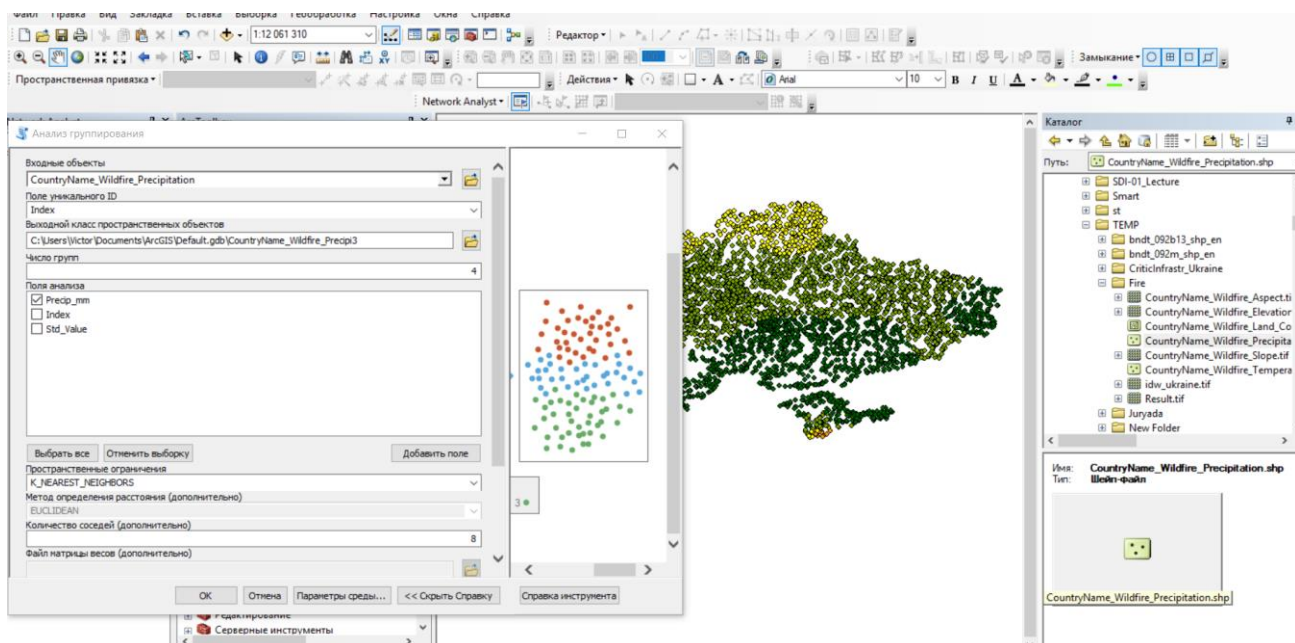 Файл Правка Вид Закладка Вставка Выборка Геообработка Настройка Окна Справка
1:12 061 310
Редактор
Замыкание
Пространственная привязка
Действия
Arial
10
B I U A
Network Analyst
Анализ группирования
Входные объекты
CountryName_Wildfire_Precipitation
Поле уникального ID
Index
Выходной класс пространственных объектов
C:\Users\Victor\Documents\ArcGIS\Default.gdb\CountryName_Wildfire_Precipi3
Число групп
4
Поля анализа
Precip_mm
Index
Std_Value
Выбрать все Отменить выборку Добавить поле
Пространственные ограничения
K_NEAREST_NEIGHBORS
Метод определения расстояния (дополнительно)
EUCLIDEAN
Количество соседей (дополнительно)
8
Файл матрицы весов (дополнительно)
3
OK Отмена Параметры среды... << Скрыть Справку Справка инструмента
Редактирование
Серверные инструменты
Каталог
Путь: CountryName_Wildfire_Precipitation.shp
SDI-01_Lecture
Smart
st
TEMP
bndt_092b13_shp_en
bndt_092m_shp_en
CriticInfrastr_Ukraine
Fire
CountryName_Wildfire_Aspect.ti
CountryName_Wildfire_Elevation
CountryName_Wildfire_Land_Co
CountryName_Wildfire_Precipita
CountryName_Wildfire_Slope.tif
CountryName_Wildfire_Tempera
idw_ukraine.tif
Result.tif
Juryada
New Folder
Имя: CountryName_Wildfire_Precipitation.shp
Тип: Шейп-файл
CountryName_Wildfire_Precipitation.shp